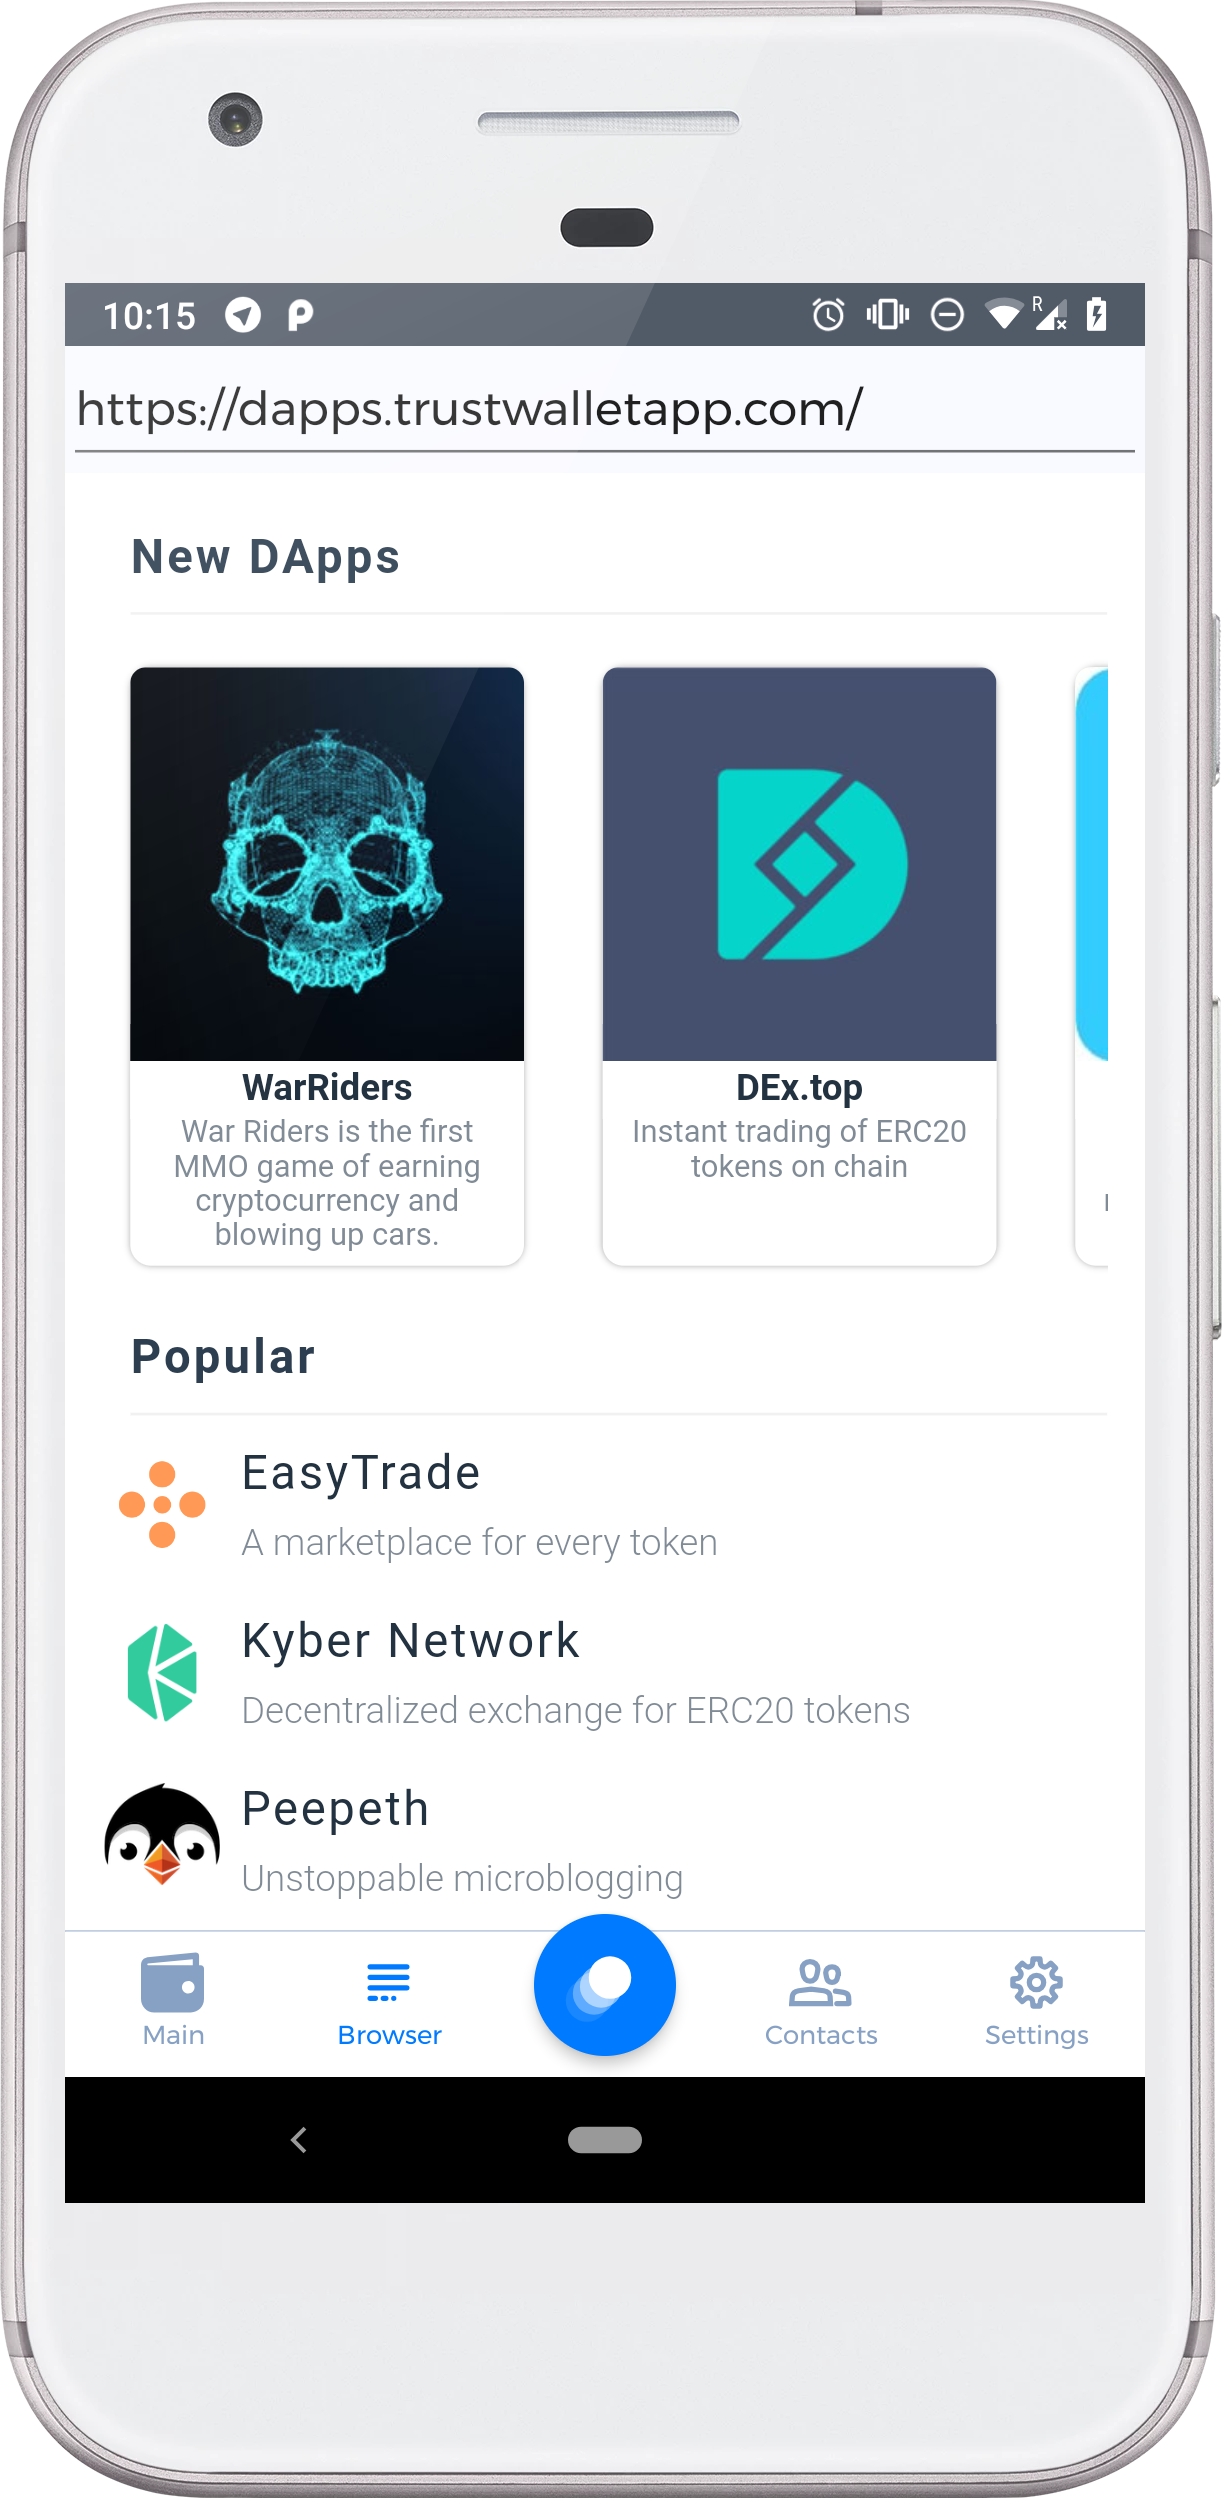 10:15
R
https://dapps.trustwalletapp.com/
New DApps
WarRiders
War Riders is the first
MMO game of earning
cryptocurrency and
blowing up cars.
DEx.top
Instant trading of ERC20
tokens on chain
Popular
EasyTrade
A marketplace for every token
Kyber Network
Decentralized exchange for ERC20 tokens
Peepeth
Unstoppable microblogging
Main
Browser
Contacts
Settings